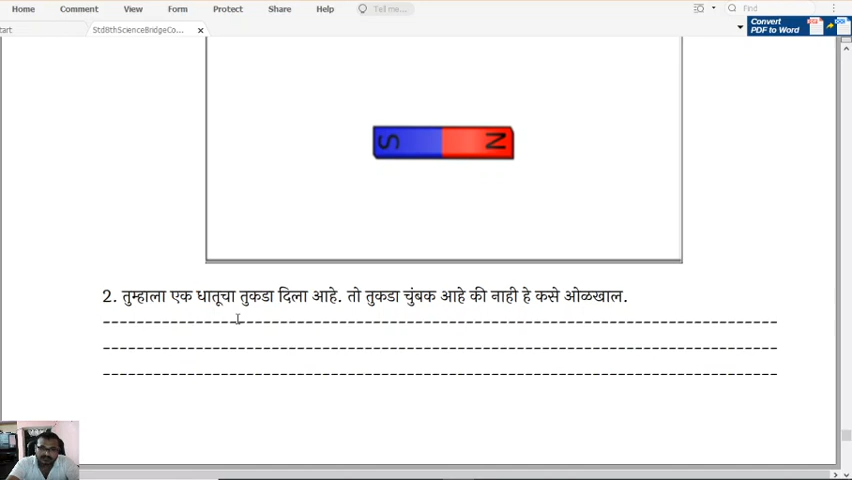 Home Comment View Form Protect Share Help Tell me... Find
tart Std8thScienceBridgeCo... × Convert
PDF to Word
S N
2. तुम्हाला एक धातूचा तुकडा दिला आहे. तो तुकडा चुंबक आहे की नाही हे कसे ओळखाल.